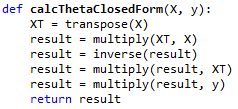 def calcThetaClosedForm(X, y):
    XT = transpose(X)
    result = multiply(XT, X)
    result = inverse(result)
    result = multiply(result, XT)
    result = multiply(result, y)
    return result